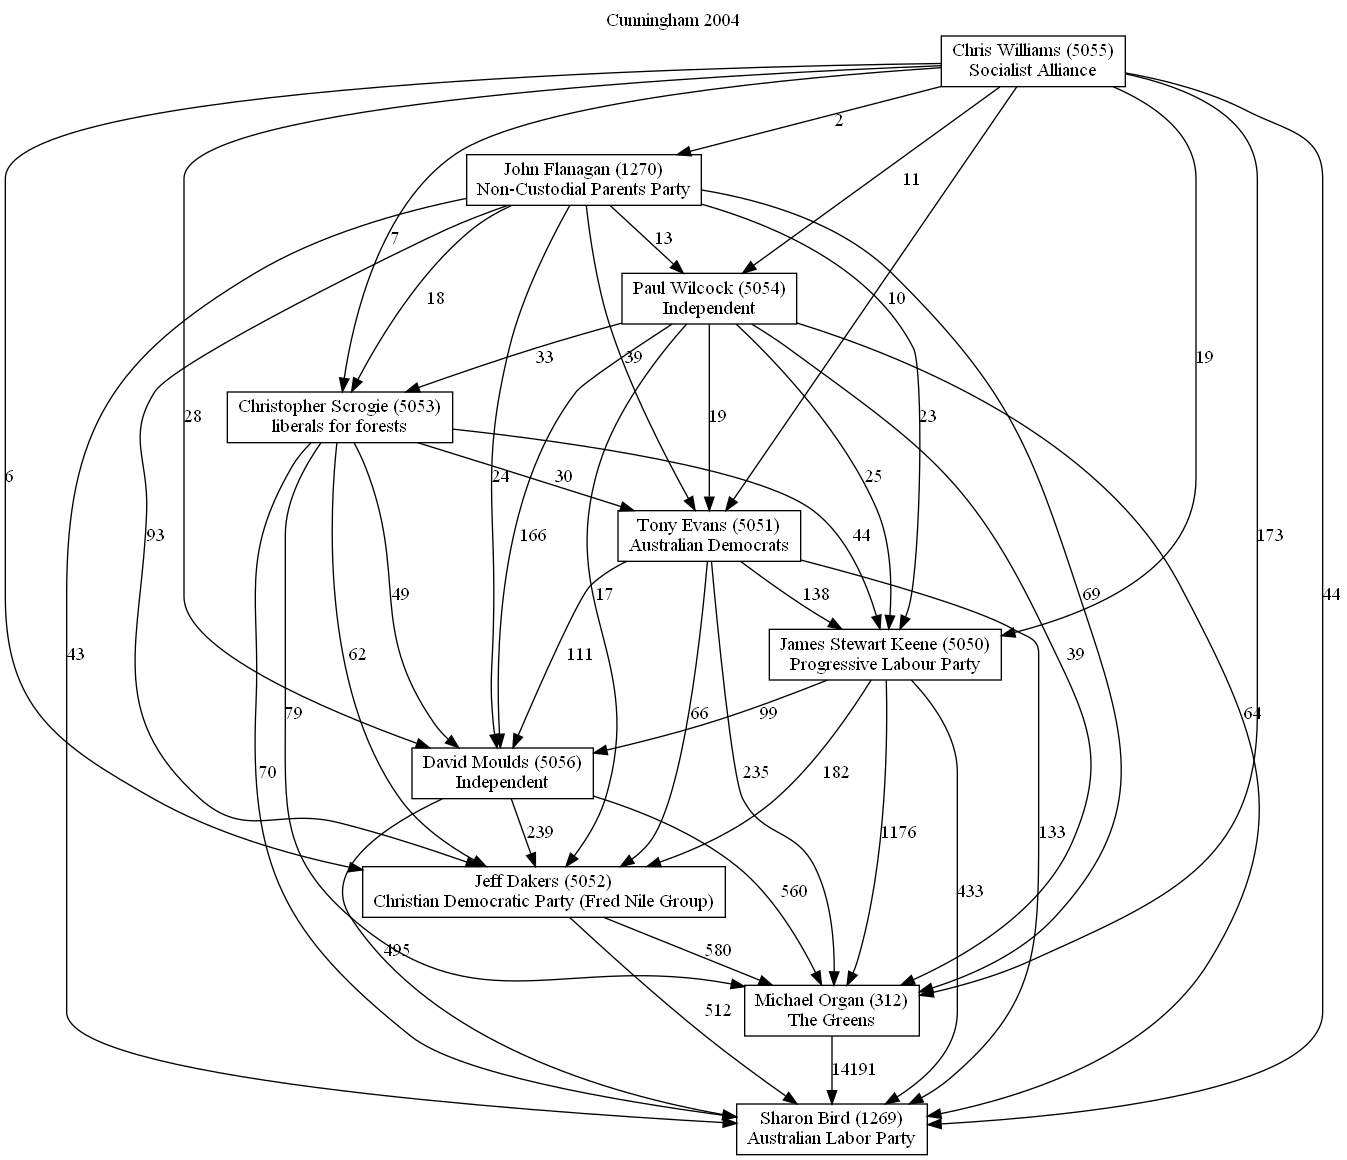 Cunningham 2004
Chris Williams (5055)
Socialist Alliance
2
John Flanagan (1270)
Non-Custodial Parents Party
11
7
13
18
Paul Wilcock (5054)
Independent
10
33
39
19
Christopher Scrogie (5053)
liberals for forests
28
19
23
6
24
30
25
Tony Evans (5051)
Australian Democrats
93
166
44
173
49
17
138
69
44
James Stewart Keene (5050)
Progressive Labour Party
43
62
111
39
79
66
99
64
David Moulds (5056)
Independent
70
235
182
239
1176
133
Jeff Dakers (5052)
Christian Democratic Party (Fred Nile Group)
560
433
495
580
Michael Organ (312)
The Greens
512
14191
Sharon Bird (1269)
Australian Labor Party